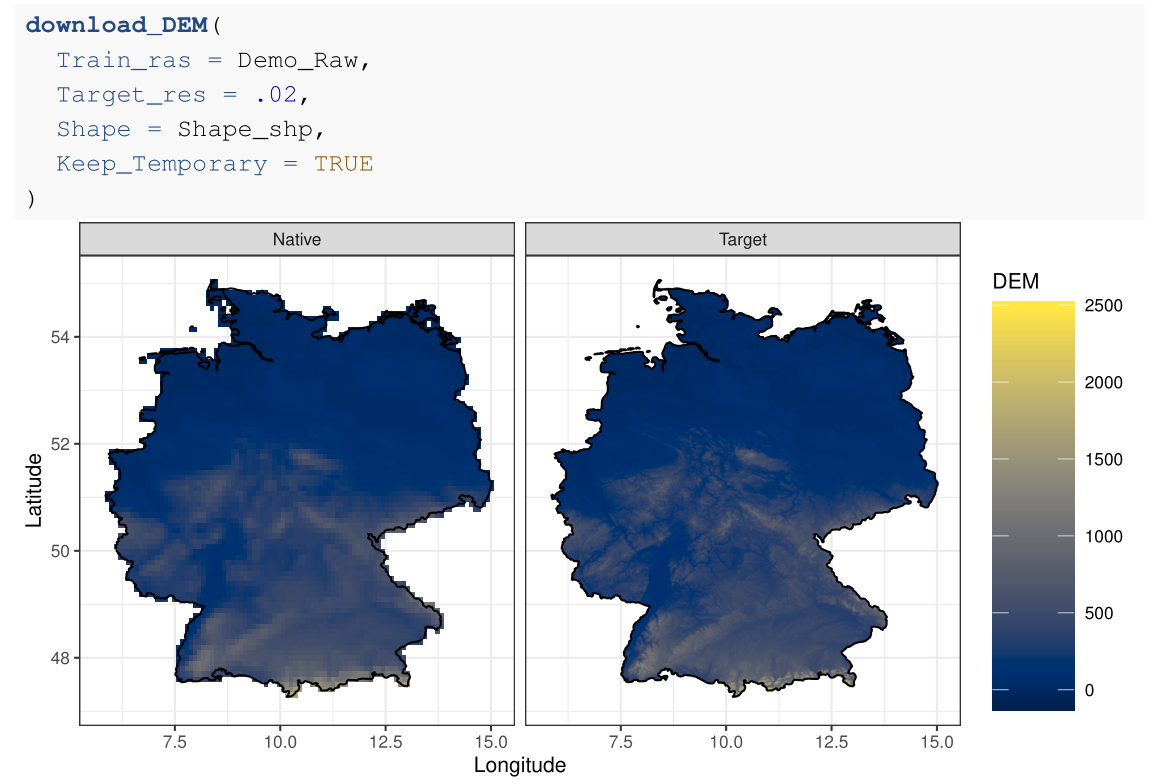 download_DEM(
Train_ras = Demo_Raw,
Target_res = .02,
Shape = Shape_shp,
Keep_Temporary = TRUE
)
Native
Target
DEM
2500
2000
1500
1000
500
0
Latitude
54
52
50
48
7.5
10.0
12.5
15.0
7.5
10.0
12.5
15.0
Longitude